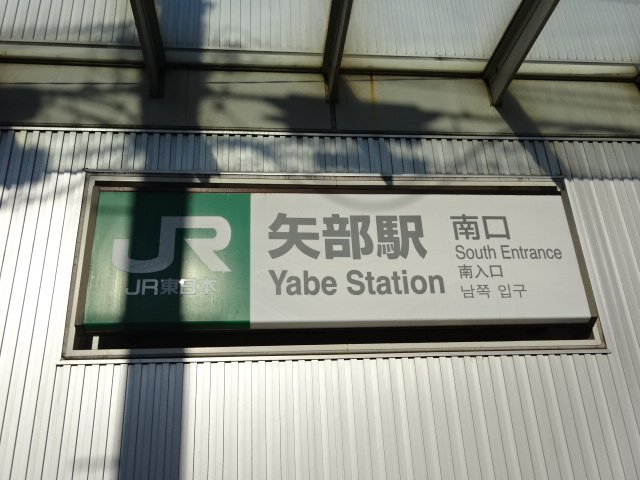 JR
JR東日本
矢部駅
Yabe Station
南口
South Entrance
南入口
남쪽 입구